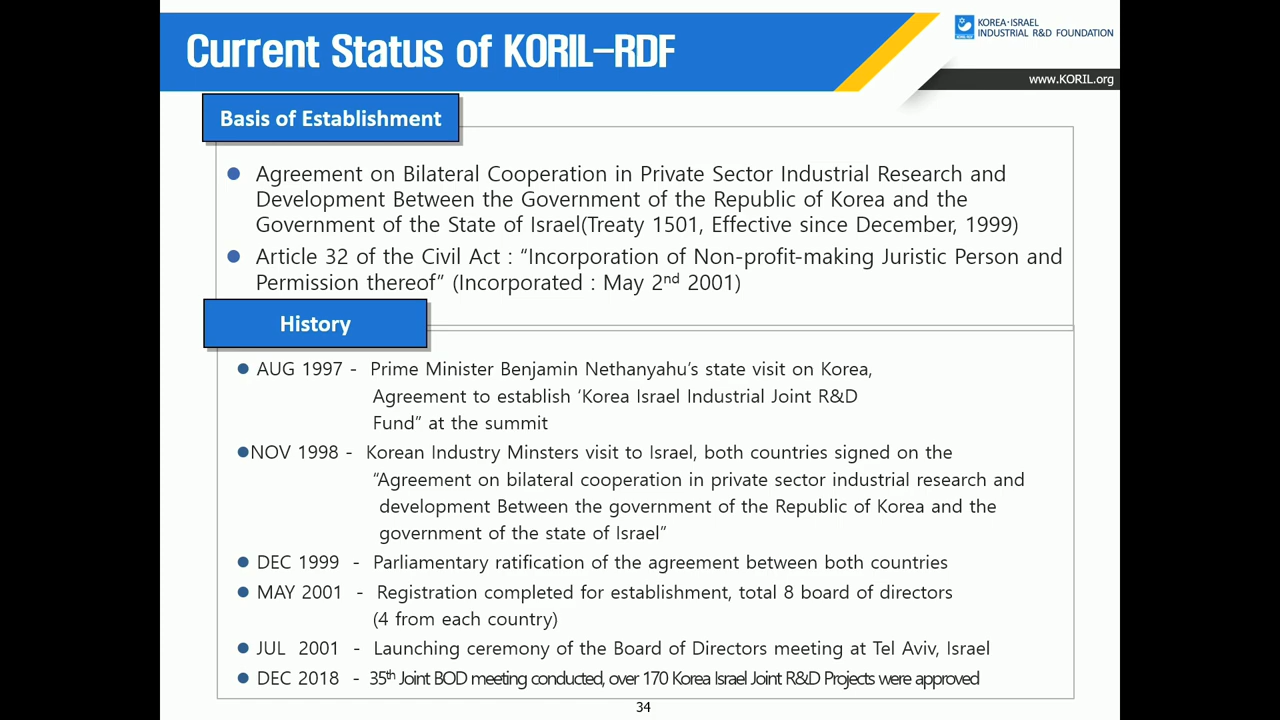 Current Status of KORIL-RDF
KOREA·ISRAEL
INDUSTRIAL R&D FOUNDATION
www.KORIL.org
Basis of Establishment
Agreement on Bilateral Cooperation in Private Sector Industrial Research and
Development Between the Government of the Republic of Korea and the
Government of the State of Israel(Treaty 1501, Effective since December, 1999)
Article 32 of the Civil Act : “Incorporation of Non-profit-making Juristic Person and
Permission thereof” (Incorporated : May 2nd 2001)
History
AUG 1997 - Prime Minister Benjamin Nethanyahu’s state visit on Korea,
Agreement to establish ‘Korea Israel Industrial Joint R&D
Fund” at the summit
NOV 1998 - Korean Industry Minsters visit to Israel, both countries signed on the
“Agreement on bilateral cooperation in private sector industrial research and
development Between the government of the Republic of Korea and the
government of the state of Israel”
DEC 1999 - Parliamentary ratification of the agreement between both countries
MAY 2001 - Registration completed for establishment, total 8 board of directors
(4 from each country)
JUL 2001 - Launching ceremony of the Board of Directors meeting at Tel Aviv, Israel
DEC 2018 - 35th Joint BOD meeting conducted, over 170 Korea Israel Joint R&D Projects were approved
34